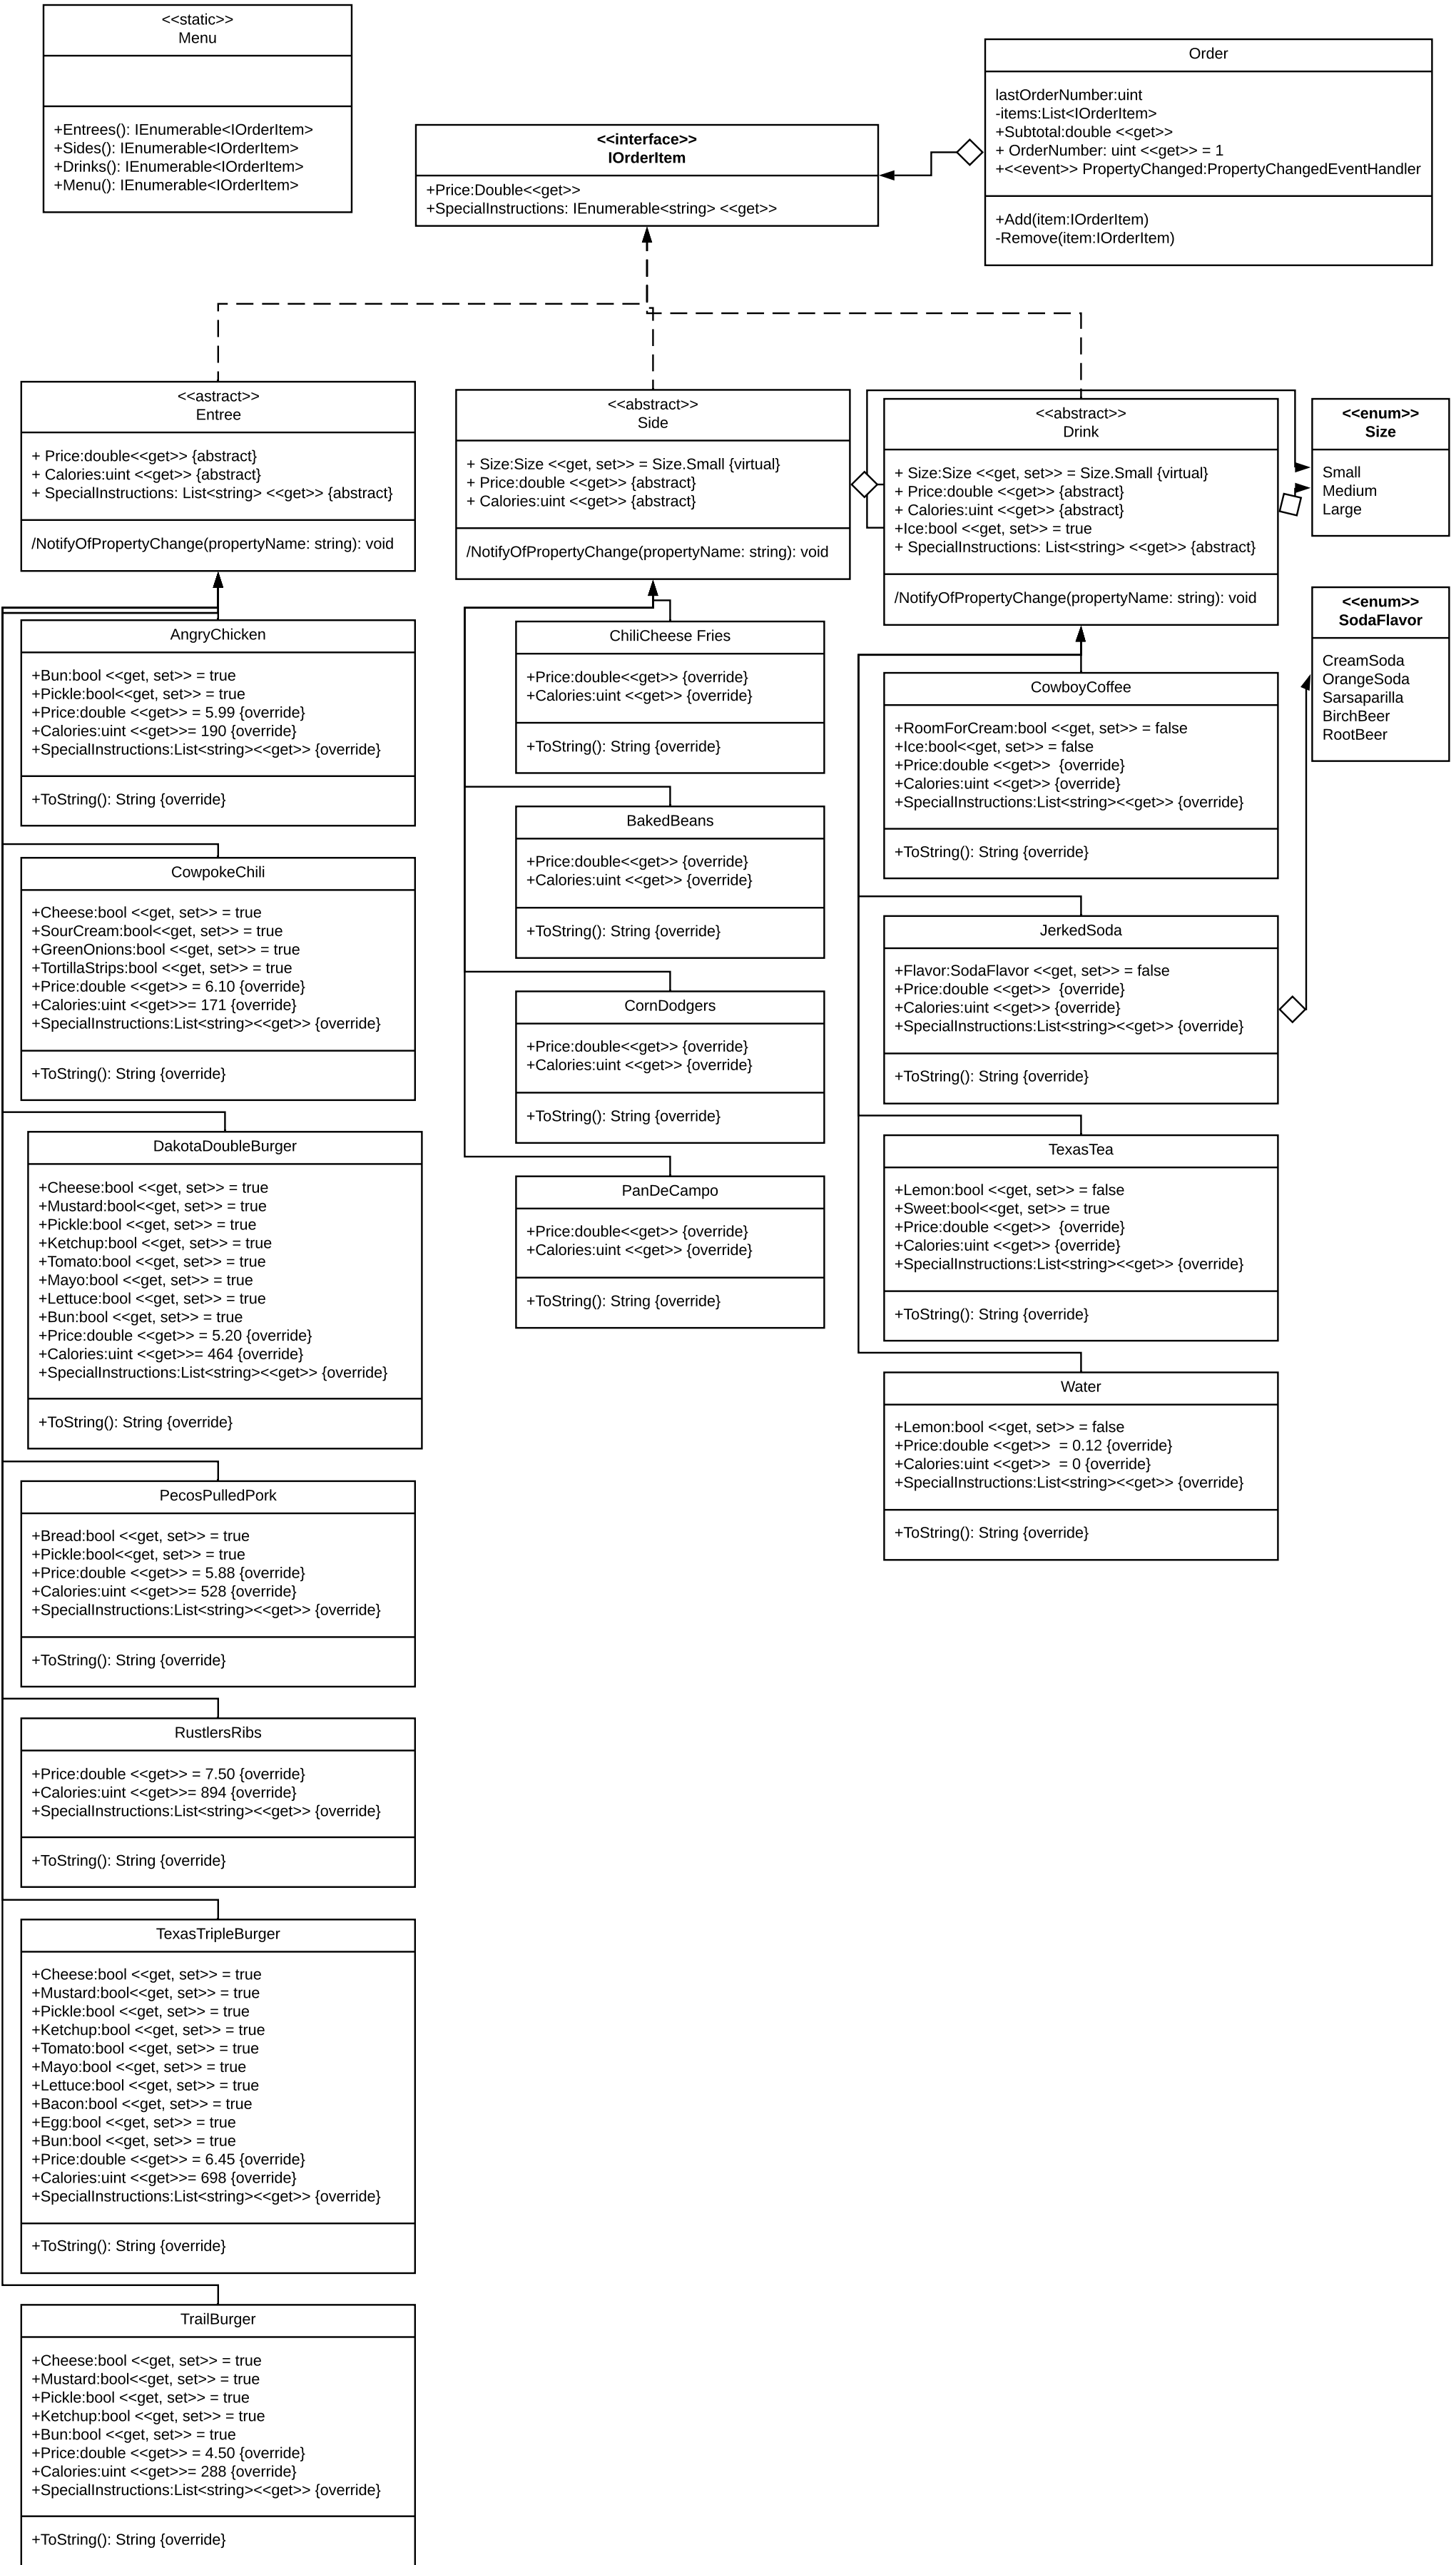 <<static>>
Menu
+Entrees(): IEnumerable<IOrderItem>
+Sides(): IEnumerable<IOrderItem>
+Drinks(): IEnumerable<IOrderItem>
+Menu(): IEnumerable<IOrderItem>
<<interface>>
IOrderItem
+Price:Double<<get>>
+SpecialInstructions: IEnumerable<string> <<get>>
Order
lastOrderNumber:uint
-items:List<IOrderItem>
+Subtotal:double <<get>>
+ OrderNumber: uint <<get>> = 1
+<<event>> PropertyChanged:PropertyChangedEventHandler
+Add(item:IOrderItem)
-Remove(item:IOrderItem)
<<astract>>
Entree
+ Price:double<<get>> {abstract}
+ Calories:uint <<get>> {abstract}
+ SpecialInstructions: List<string> <<get>> {abstract}
/NotifyOfPropertyChange(propertyName: string): void
<<abstract>>
Side
+ Size:Size <<get, set>> = Size.Small {virtual}
+ Price:double <<get>> {abstract}
+ Calories:uint <<get>> {abstract}
/NotifyOfPropertyChange(propertyName: string): void
<<abstract>>
Drink
+ Size:Size <<get, set>> = Size.Small {virtual}
+ Price:double <<get>> {abstract}
+ Calories:uint <<get>> {abstract}
+Ice:bool <<get, set>> = true
+ SpecialInstructions: List<string> <<get>> {abstract}
/NotifyOfPropertyChange(propertyName: string): void
<<enum>>
Size
Small
Medium
Large
<<enum>>
SodaFlavor
CreamSoda
OrangeSoda
Sarsaparilla
BirchBeer
RootBeer
AngryChicken
+Bun:bool <<get, set>> = true
+Pickle:bool<<get, set>> = true
+Price:double <<get>> = 5.99 {override}
+Calories:uint <<get>>= 190 {override}
+SpecialInstructions:List<string><<get>> {override}
+ToString(): String {override}
CowpokeChili
+Cheese:bool <<get, set>> = true
+SourCream:bool<<get, set>> = true
+GreenOnions:bool <<get, set>> = true
+TortillaStrips:bool <<get, set>> = true
+Price:double <<get>> = 6.10 {override}
+Calories:uint <<get>>= 171 {override}
+SpecialInstructions:List<string><<get>> {override}
+ToString(): String {override}
DakotaDoubleBurger
+Cheese:bool <<get, set>> = true
+Mustard:bool<<get, set>> = true
+Pickle:bool <<get, set>> = true
+Ketchup:bool <<get, set>> = true
+Tomato:bool <<get, set>> = true
+Mayo:bool <<get, set>> = true
+Lettuce:bool <<get, set>> = true
+Bun:bool <<get, set>> = true
+Price:double <<get>> = 5.20 {override}
+Calories:uint <<get>>= 464 {override}
+SpecialInstructions:List<string><<get>> {override}
+ToString(): String {override}
PecosPulledPork
+Bread:bool <<get, set>> = true
+Pickle:bool<<get, set>> = true
+Price:double <<get>> = 5.88 {override}
+Calories:uint <<get>>= 528 {override}
+SpecialInstructions:List<string><<get>> {override}
+ToString(): String {override}
RustlersRibs
+Price:double <<get>> = 7.50 {override}
+Calories:uint <<get>>= 894 {override}
+SpecialInstructions:List<string><<get>> {override}
+ToString(): String {override}
TexasTripleBurger
+Cheese:bool <<get, set>> = true
+Mustard:bool<<get, set>> = true
+Pickle:bool <<get, set>> = true
+Ketchup:bool <<get, set>> = true
+Tomato:bool <<get, set>> = true
+Mayo:bool <<get, set>> = true
+Lettuce:bool <<get, set>> = true
+Bacon:bool <<get, set>> = true
+Egg:bool <<get, set>> = true
+Bun:bool <<get, set>> = true
+Price:double <<get>> = 6.45 {override}
+Calories:uint <<get>>= 698 {override}
+SpecialInstructions:List<string><<get>> {override}
+ToString(): String {override}
TrailBurger
+Cheese:bool <<get, set>> = true
+Mustard:bool<<get, set>> = true
+Pickle:bool <<get, set>> = true
+Ketchup:bool <<get, set>> = true
+Bun:bool <<get, set>> = true
+Price:double <<get>> = 4.50 {override}
+Calories:uint <<get>>= 288 {override}
+SpecialInstructions:List<string><<get>> {override}
+ToString(): String {override}
ChiliCheese Fries
+Price:double<<get>> {override}
+Calories:uint <<get>> {override}
+ToString(): String {override}
BakedBeans
+Price:double<<get>> {override}
+Calories:uint <<get>> {override}
+ToString(): String {override}
CornDodgers
+Price:double<<get>> {override}
+Calories:uint <<get>> {override}
+ToString(): String {override}
PanDeCampo
+Price:double<<get>> {override}
+Calories:uint <<get>> {override}
+ToString(): String {override}
CowboyCoffee
+RoomForCream:bool <<get, set>> = false
+Ice:bool<<get, set>> = false
+Price:double <<get>>  {override}
+Calories:uint <<get>> {override}
+SpecialInstructions:List<string><<get>> {override}
+ToString(): String {override}
JerkedSoda
+Flavor:SodaFlavor <<get, set>> = false
+Price:double <<get>>  {override}
+Calories:uint <<get>> {override}
+SpecialInstructions:List<string><<get>> {override}
+ToString(): String {override}
TexasTea
+Lemon:bool <<get, set>> = false
+Sweet:bool<<get, set>> = true
+Price:double <<get>>  {override}
+Calories:uint <<get>> {override}
+SpecialInstructions:List<string><<get>> {override}
+ToString(): String {override}
Water
+Lemon:bool <<get, set>> = false
+Price:double <<get>>  = 0.12 {override}
+Calories:uint <<get>>  = 0 {override}
+SpecialInstructions:List<string><<get>> {override}
+ToString(): String {override}